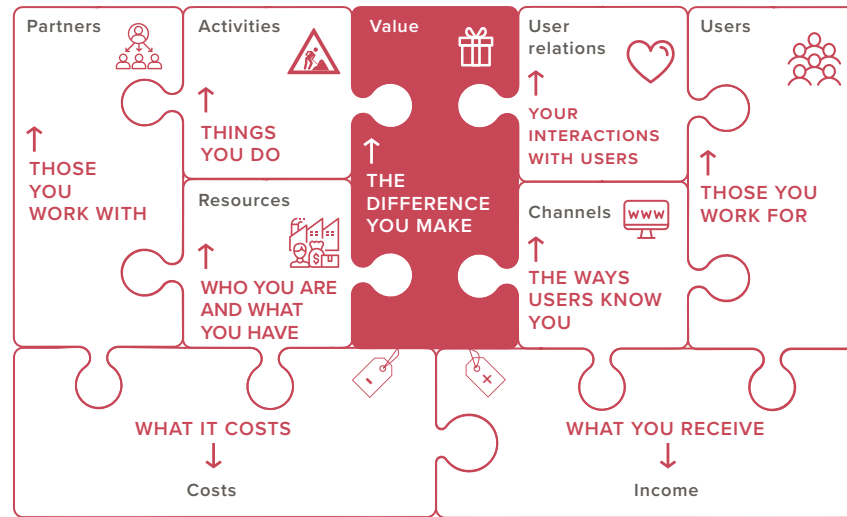 Partners
↑
THOSE
YOU
WORK WITH
Activities
↑
THINGS
YOU DO
Resources
↑
WHO YOU ARE
AND WHAT
YOU HAVE
Value
↑
THE
DIFFERENCE
YOU MAKE
User
relations
↑
YOUR
INTERACTIONS
WITH USERS
Channels
www
↑
THE WAYS
USERS KNOW
YOU
Users
↑
THOSE YOU
WORK FOR
-
+
WHAT IT COSTS
↓
Costs
WHAT YOU RECEIVE
↓
Income